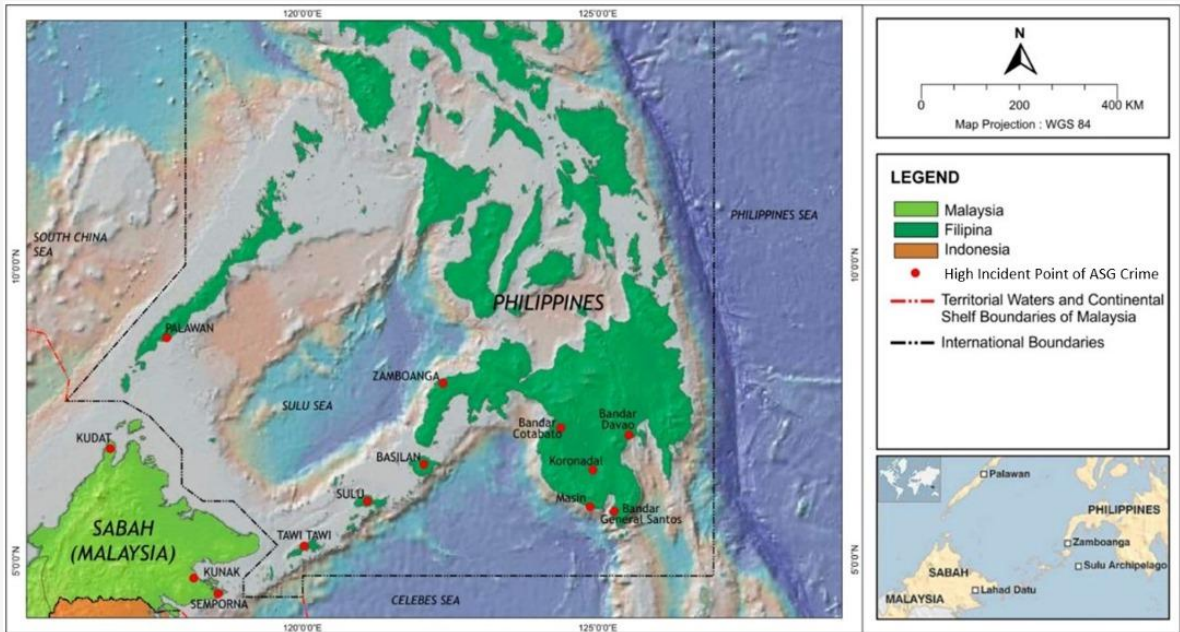 120°0'0"E
125°0'0"E
SOUTH CHINA
SEA
PHILIPPINES SEA
10°0'0"N
10°0'0"N
PHILIPPINES
PALAWAN
ZAMBOANGA
SULU SEA
Bandar
Cotabato
Bandar
Davao
KUDAT
BASILAN
Koronadal
SULU
Masin
Bandar
General Santos
SABAH
(MALAYSIA)
TAWI TAWI
5°0'0"N
5°0'0"N
KUNAK
SEMPORNA
CELEBES SEA
120°0'0"E
125°0'0"E
N
0
200
400 KM
Map Projection : WGS 84
LEGEND
Malaysia
Filipina
Indonesia
High Incident Point of ASG Crime
Territorial Waters and Continental
Shelf Boundaries of Malaysia
International Boundaries
Palawan
PHILIPPINES
Zamboanga
Sulu Archipelago
SABAH
Lahad Datu
MALAYSIA